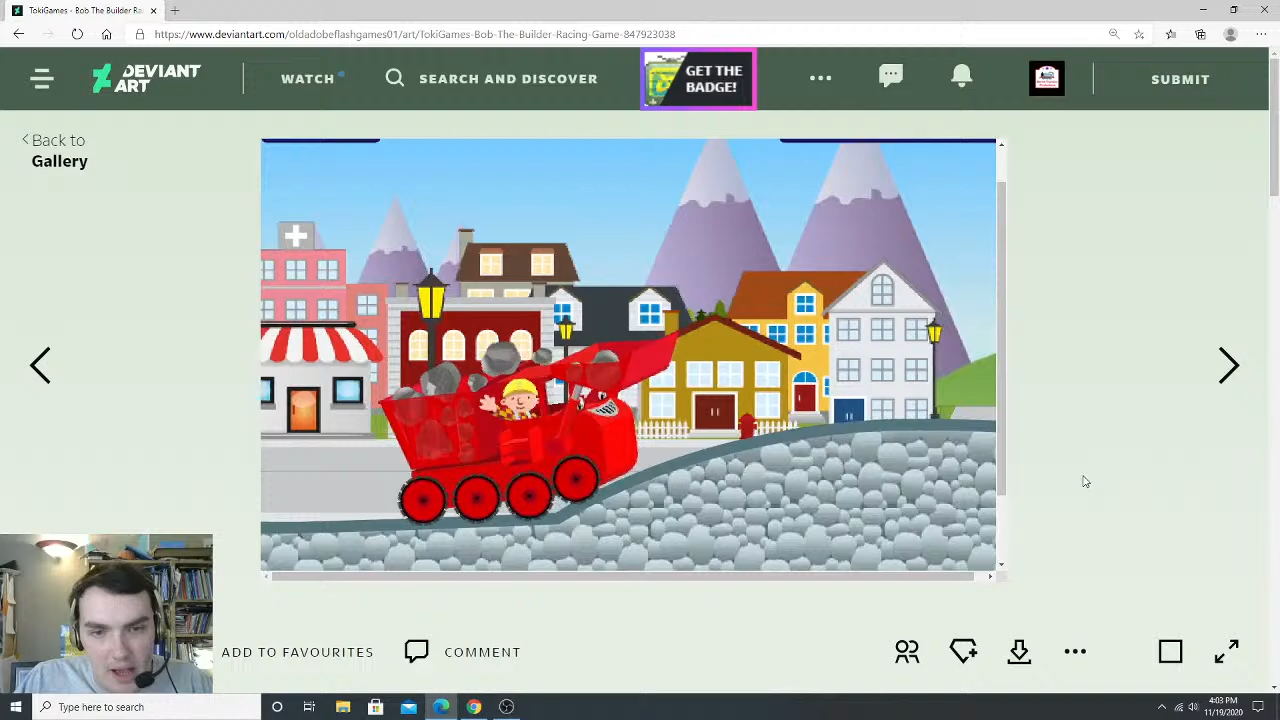 TokiGames - Bob The Builder Ra
https://www.deviantart.com/oldadobeflashgames01/art/TokiGames-Bob-The-Builder-Racing-Game-847923038
DEVIANT
ART
WATCH
SEARCH AND DISCOVER
GET THE
BADGE!
SUBMIT
Back to
Gallery
ADD TO FAVOURITES
COMMENT
Type here to search
4:03 PM
11/19/2020